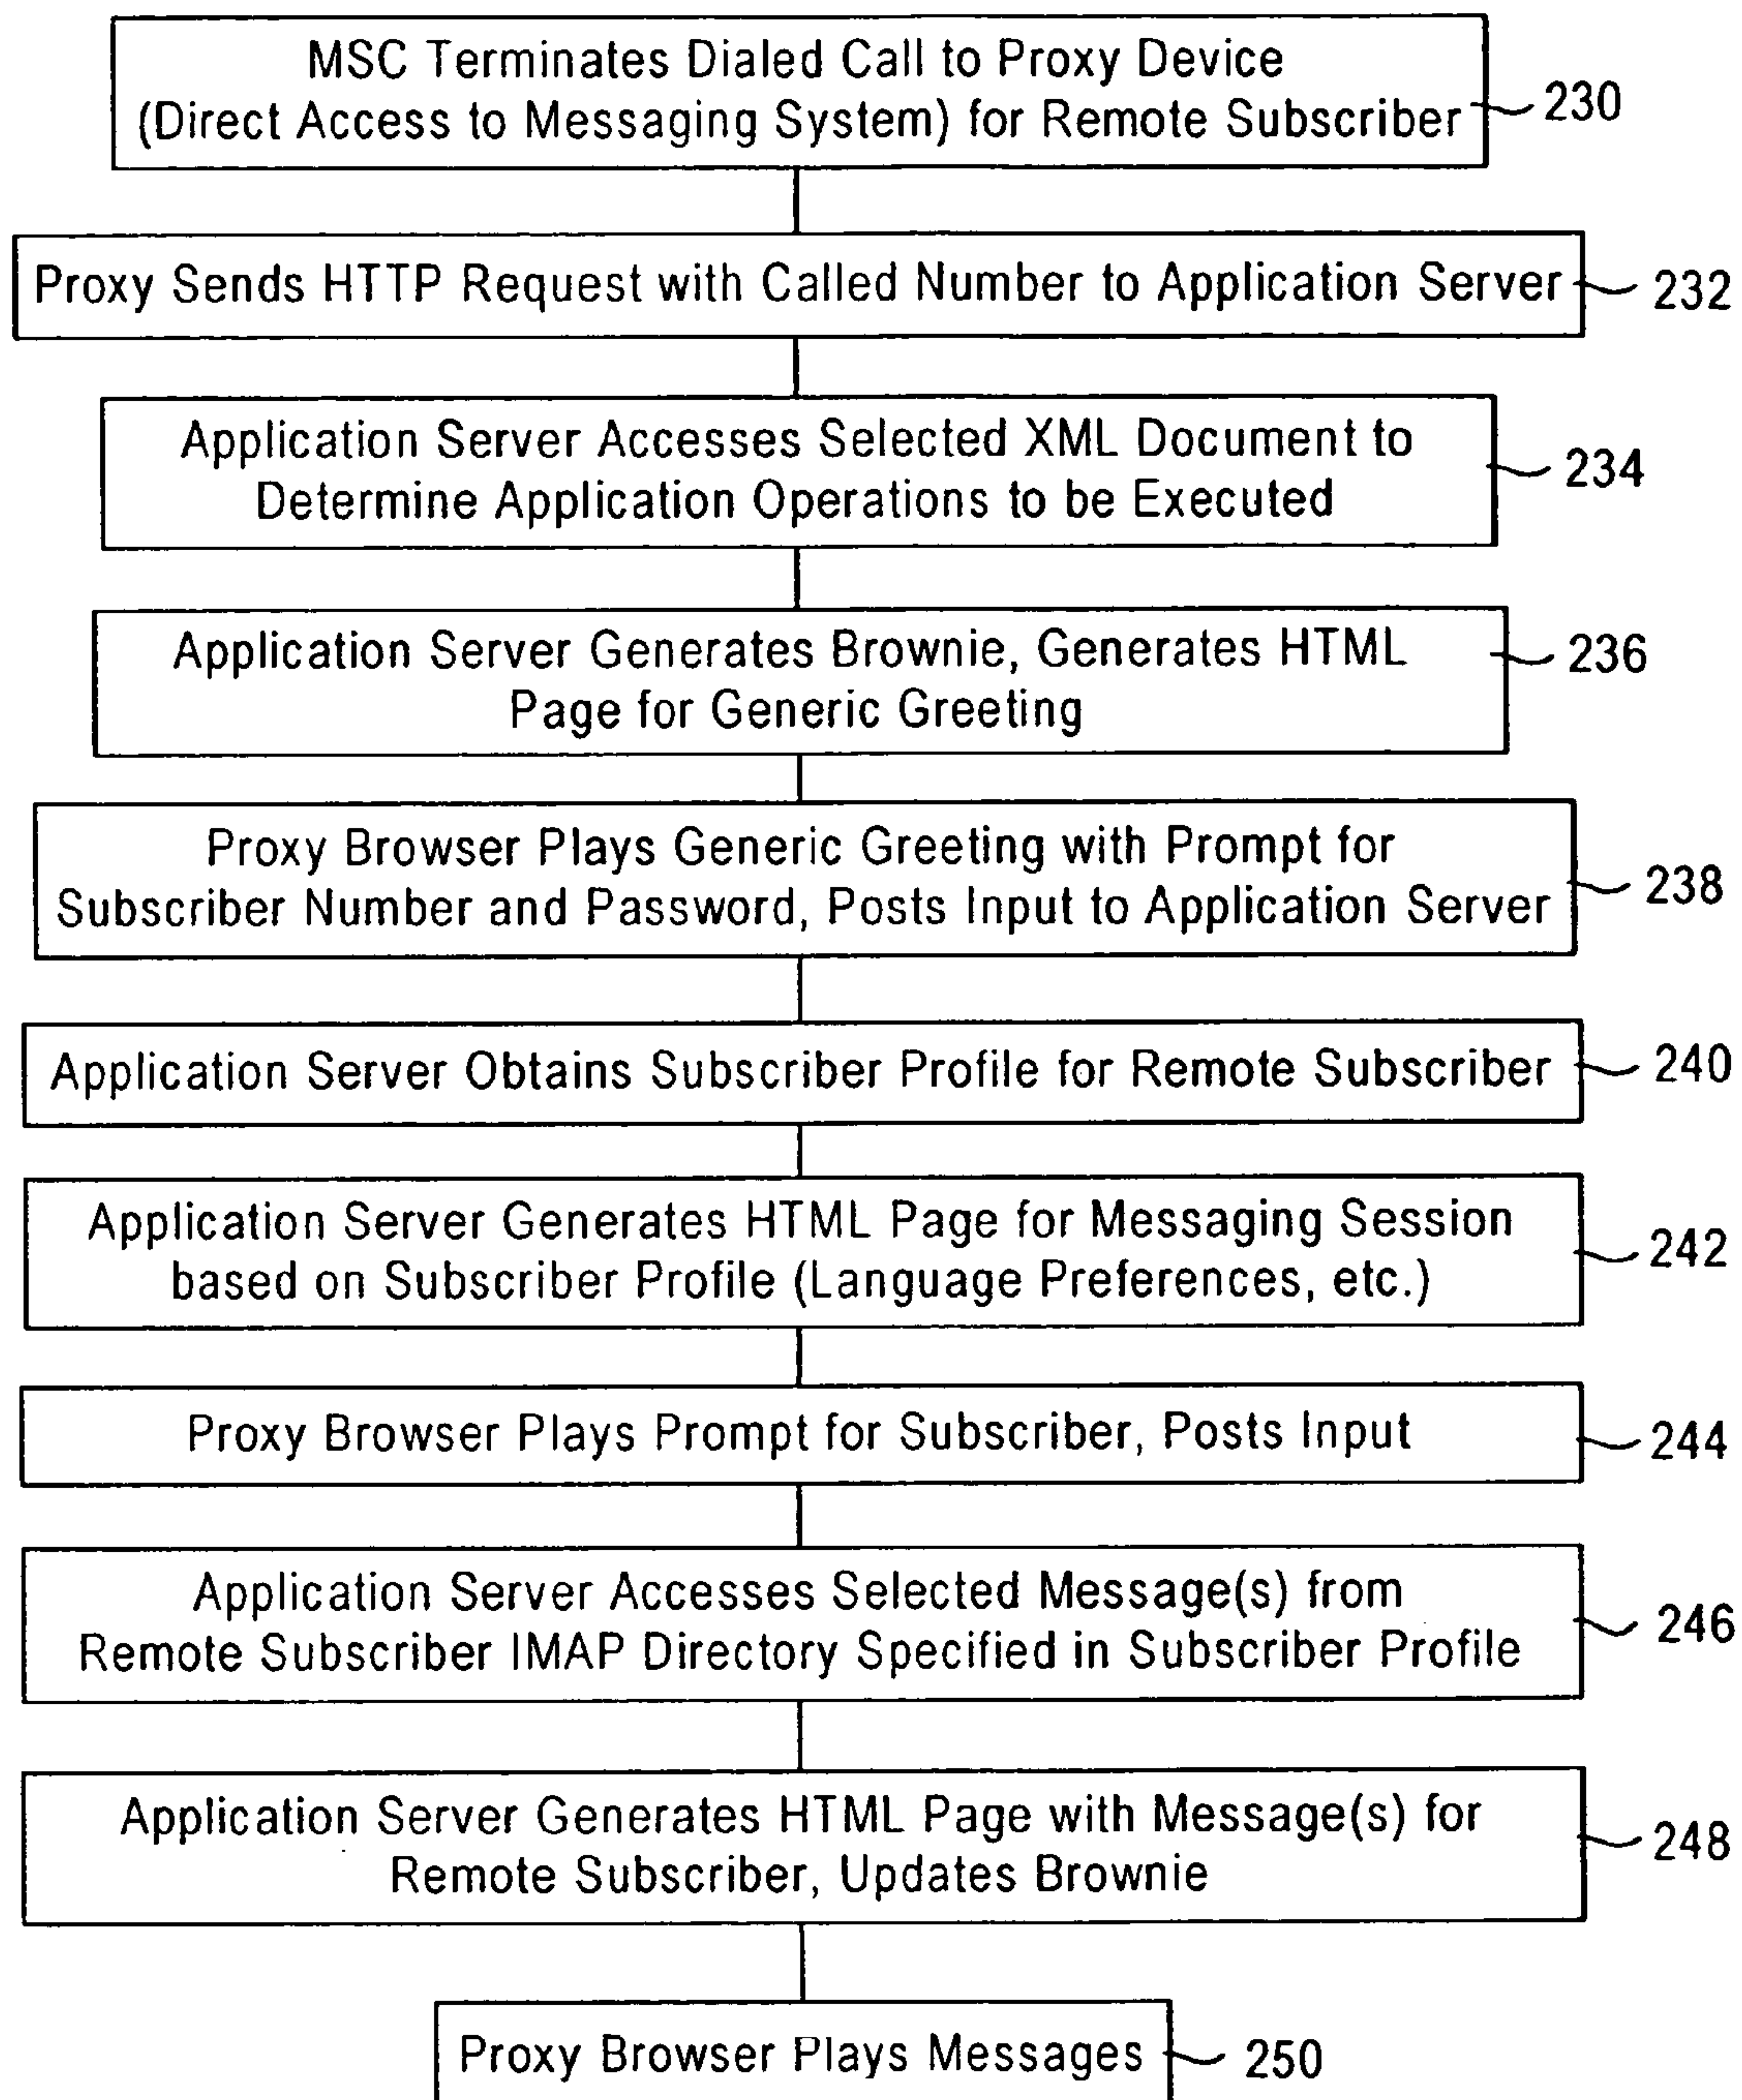 MSC Terminates Dialed Call to Proxy Device
(Direct Access to Messaging System) for Remote Subscriber
230
Proxy Sends HTTP Request with Called Number to Application Server
232
Application Server Accesses Selected XML Document to
Determine Application Operations to be Executed
234
Application Server Generates Brownie, Generates HTML
Page for Generic Greeting
236
Proxy Browser Plays Generic Greeting with Prompt for
Subscriber Number and Password, Posts Input to Application Server
238
Application Server Obtains Subscriber Profile for Remote Subscriber
240
Application Server Generates HTML Page for Messaging Session
based on Subscriber Profile (Language Preferences, etc.)
242
Proxy Browser Plays Prompt for Subscriber, Posts Input
244
Application Server Accesses Selected Message(s) from
Remote Subscriber IMAP Directory Specified in Subscriber Profile
246
Application Server Generates HTML Page with Message(s) for
Remote Subscriber, Updates Brownie
248
Proxy Browser Plays Messages
250